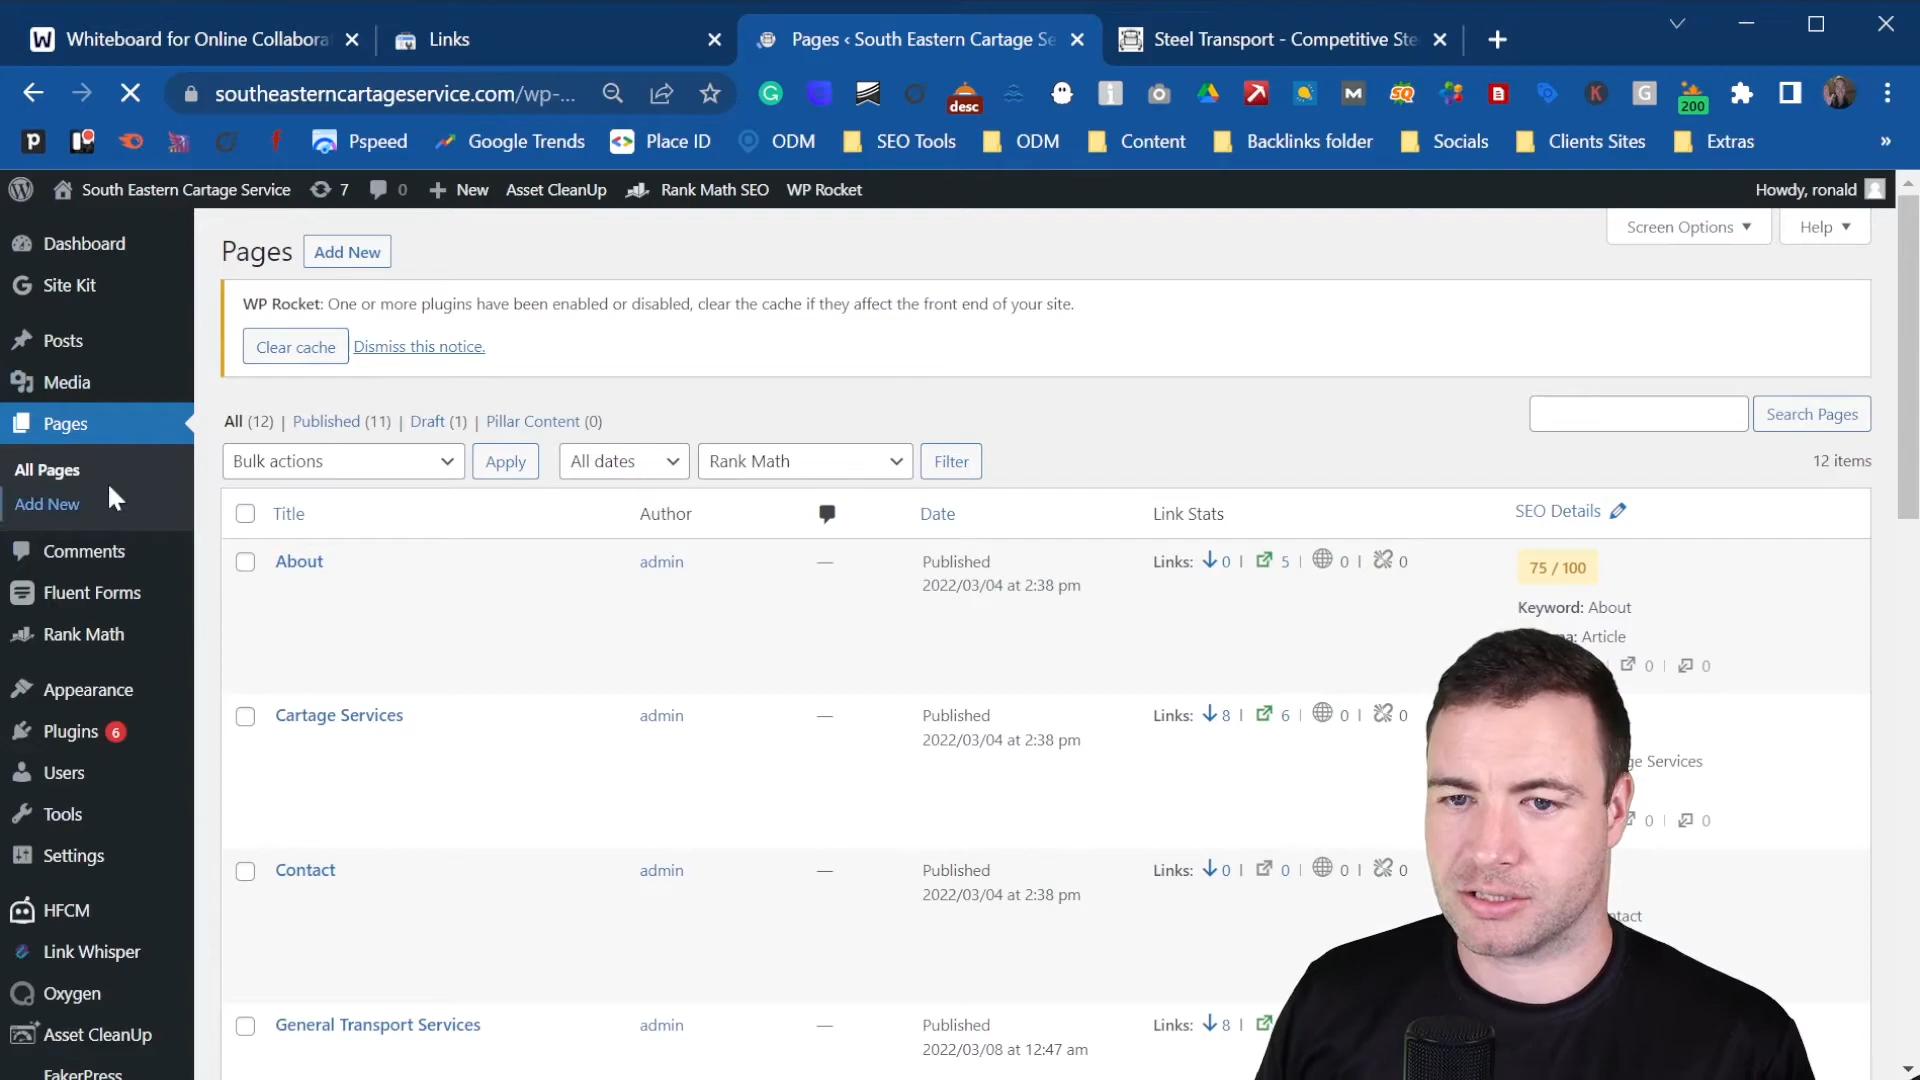 Whiteboard for Online Collabora
Links
Pages ‹ South Eastern Cartage Se
Steel Transport - Competitive Ste
southeasterncartageservice.com/wp-...
desc
200
Pspeed
Google Trends
Place ID
ODM
SEO Tools
ODM
Content
Backlinks folder
Socials
Clients Sites
Extras
»
South Eastern Cartage Service
7
0
New
Asset CleanUp
Rank Math SEO
WP Rocket
Howdy, ronald
Dashboard
Site Kit
Posts
Media
Pages
All Pages
Add New
Comments
Fluent Forms
Rank Math
Appearance
Plugins 6
Users
Tools
Settings
HFCM
Link Whisper
Oxygen
Asset CleanUp
FakerPress
Screen Options
Help
Pages
Add New
WP Rocket: One or more plugins have been enabled or disabled, clear the cache if they affect the front end of your site.
Clear cache
Dismiss this notice.
All (12) | Published (11) | Draft (1) | Pillar Content (0)
Search Pages
Bulk actions
Apply
All dates
Rank Math
Filter
12 items
Title
Author
Date
Link Stats
SEO Details
About
admin
—
Published
2022/03/04 at 2:38 pm
Links: 0 | 5 | 0 | 0
75 / 100
Keyword: About
Article
0 | 0
Cartage Services
admin
—
Published
2022/03/04 at 2:38 pm
Links: 8 | 6 | 0 | 0
ge Services
0 | 0
Contact
admin
—
Published
2022/03/04 at 2:38 pm
Links: 0 | 0 | 0 | 0
ntact
General Transport Services
admin
—
Published
2022/03/08 at 12:47 am
Links: 8 |